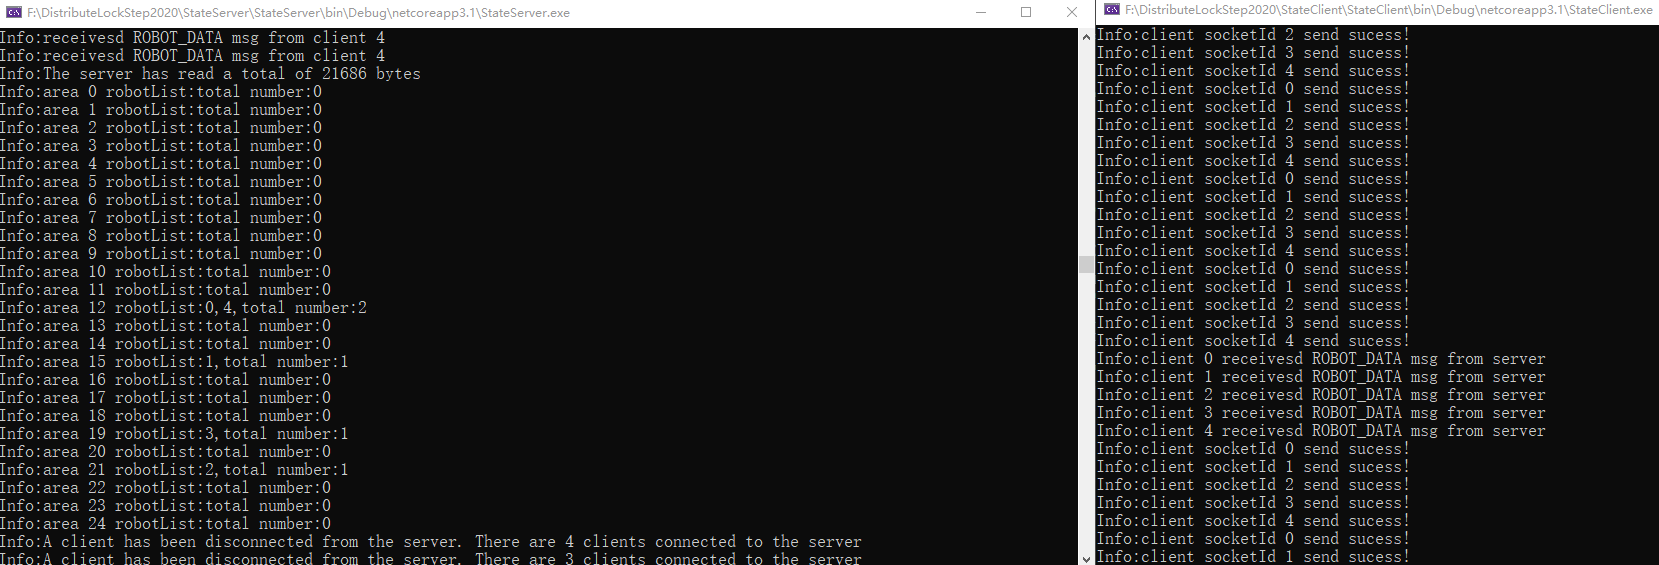 F:\DistributeLockStep2020\StateServer\StateServer\bin\Debug\netcoreapp3.1\StateServer.exe
Info:receivesd ROBOT_DATA msg from client 4
Info:receivesd ROBOT_DATA msg from client 4
Info:The server has read a total of 21686 bytes
Info:area 0 robotList:total number:0
Info:area 1 robotList:total number:0
Info:area 2 robotList:total number:0
Info:area 3 robotList:total number:0
Info:area 4 robotList:total number:0
Info:area 5 robotList:total number:0
Info:area 6 robotList:total number:0
Info:area 7 robotList:total number:0
Info:area 8 robotList:total number:0
Info:area 9 robotList:total number:0
Info:area 10 robotList:total number:0
Info:area 11 robotList:total number:0
Info:area 12 robotList:0,4,total number:2
Info:area 13 robotList:total number:0
Info:area 14 robotList:total number:0
Info:area 15 robotList:1,total number:1
Info:area 16 robotList:total number:0
Info:area 17 robotList:total number:0
Info:area 18 robotList:total number:0
Info:area 19 robotList:3,total number:1
Info:area 20 robotList:total number:0
Info:area 21 robotList:2,total number:1
Info:area 22 robotList:total number:0
Info:area 23 robotList:total number:0
Info:area 24 robotList:total number:0
Info:A client has been disconnected from the server. There are 4 clients connected to the server
Info:A client has been disconnected from the server. There are 3 clients connected to the server
F:\DistributeLockStep2020\StateClient\StateClient\bin\Debug\netcoreapp3.1\StateClient.exe
Info:client socketId 2 send sucess!
Info:client socketId 3 send sucess!
Info:client socketId 4 send sucess!
Info:client socketId 0 send sucess!
Info:client socketId 1 send sucess!
Info:client socketId 2 send sucess!
Info:client socketId 3 send sucess!
Info:client socketId 4 send sucess!
Info:client socketId 0 send sucess!
Info:client socketId 1 send sucess!
Info:client socketId 2 send sucess!
Info:client socketId 3 send sucess!
Info:client socketId 4 send sucess!
Info:client socketId 0 send sucess!
Info:client socketId 1 send sucess!
Info:client socketId 2 send sucess!
Info:client socketId 3 send sucess!
Info:client socketId 4 send sucess!
Info:client 0 receivesd ROBOT_DATA msg from server
Info:client 1 receivesd ROBOT_DATA msg from server
Info:client 2 receivesd ROBOT_DATA msg from server
Info:client 3 receivesd ROBOT_DATA msg from server
Info:client 4 receivesd ROBOT_DATA msg from server
Info:client socketId 0 send sucess!
Info:client socketId 1 send sucess!
Info:client socketId 2 send sucess!
Info:client socketId 3 send sucess!
Info:client socketId 4 send sucess!
Info:client socketId 0 send sucess!
Info:client socketId 1 send sucess!